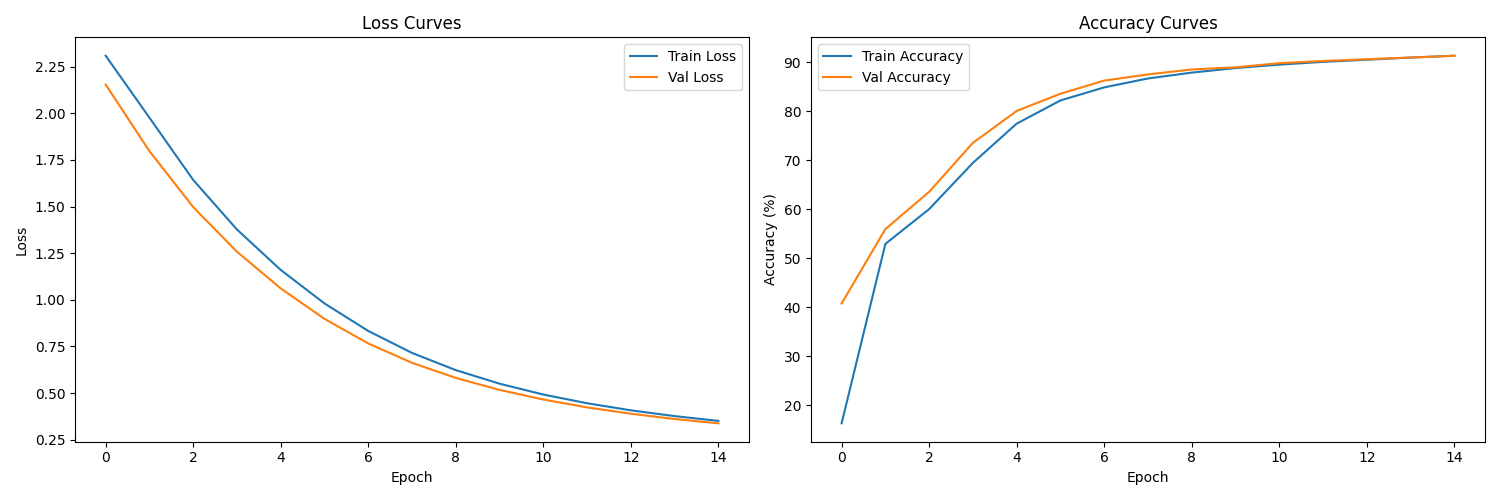 Loss Curves
Train Loss
Val Loss
2.25
2.00
1.75
1.50
1.25
1.00
0.75
0.50
0.25
Loss
0 2 4 6 8 10 12 14
Epoch
Accuracy Curves
Train Accuracy
Val Accuracy
90
80
70
60
50
40
30
20
Accuracy (%)
0 2 4 6 8 10 12 14
Epoch